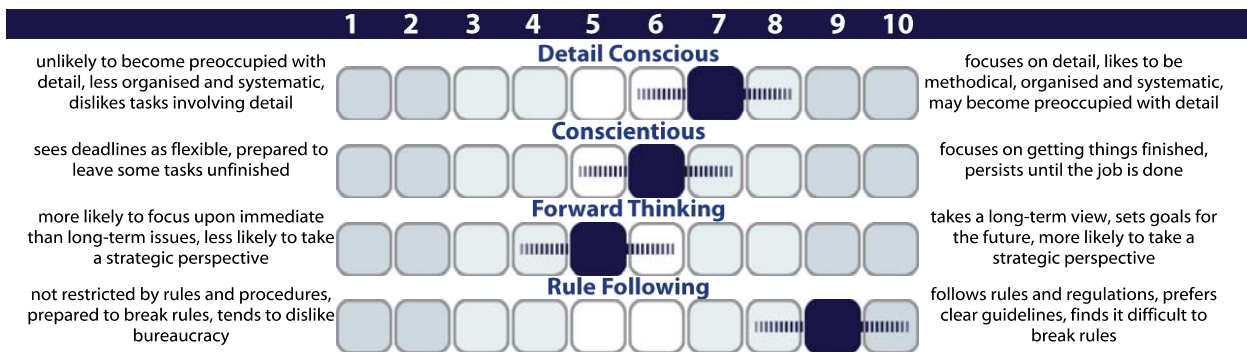 1 2 3 4 5 6 7 8 9 10
Detail Conscious
unlikely to become preoccupied with
detail, less organised and systematic,
dislikes tasks involving detail
focuses on detail, likes to be
methodical, organised and systematic,
may become preoccupied with detail
Conscientious
sees deadlines as flexible, prepared to
leave some tasks unfinished
focuses on getting things finished,
persists until the job is done
Forward Thinking
more likely to focus upon immediate
than long-term issues, less likely to take
a strategic perspective
takes a long-term view, sets goals for
the future, more likely to take a
strategic perspective
Rule Following
not restricted by rules and procedures,
prepared to break rules, tends to dislike
bureaucracy
follows rules and regulations, prefers
clear guidelines, finds it difficult to
break rules